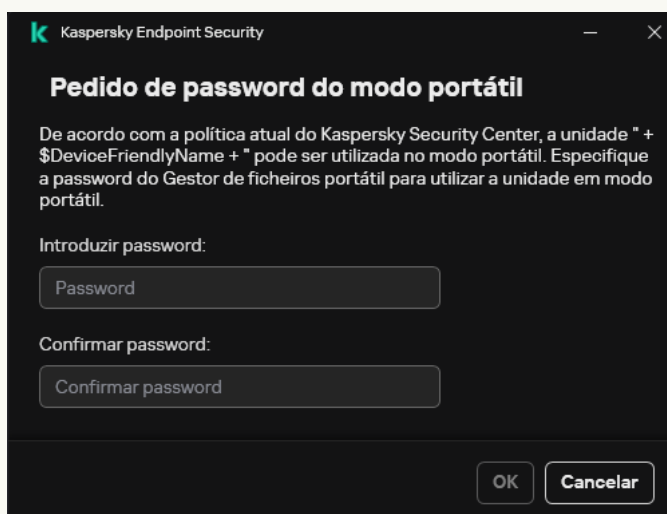 Kaspersky Endpoint Security
Pedido de password do modo portátil
De acordo com a política atual do Kaspersky Security Center, a unidade " +
$DeviceFriendlyName + " pode ser utilizada no modo portátil. Especifique
a password do Gestor de ficheiros portátil para utilizar a unidade em modo
portátil.
Introduzir password:
Password
Confirmar password:
Confirmar password
OK
Cancelar